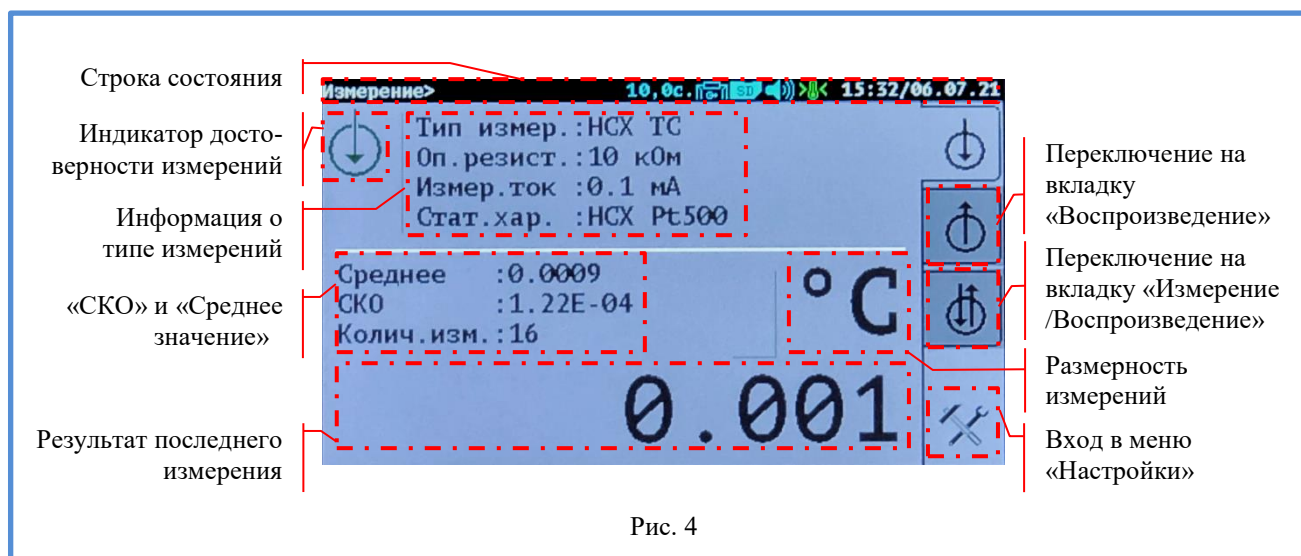 Строка состояния
Индикатор досто-
верности измерений
Информация о
типе измерений
«СКО» и «Среднее
значение»
Результат последнего
измерения
Измерение> 10,0с. SD 15:32/06.07.21
Тип измер.:НСХ ТС
Оп.резист.:10 кОм
Измер.ток :0.1 мА
Стат.хар. :НСХ Pt500
Среднее :0.0009
СКО :1.22E-04
Колич.изм.:16
°C
0.001
Переключение на
вкладку
«Воспроизведение»
Переключение на
вкладку «Измерение
/Воспроизведение»
Размерность
измерений
Вход в меню
«Настройки»
Рис. 4